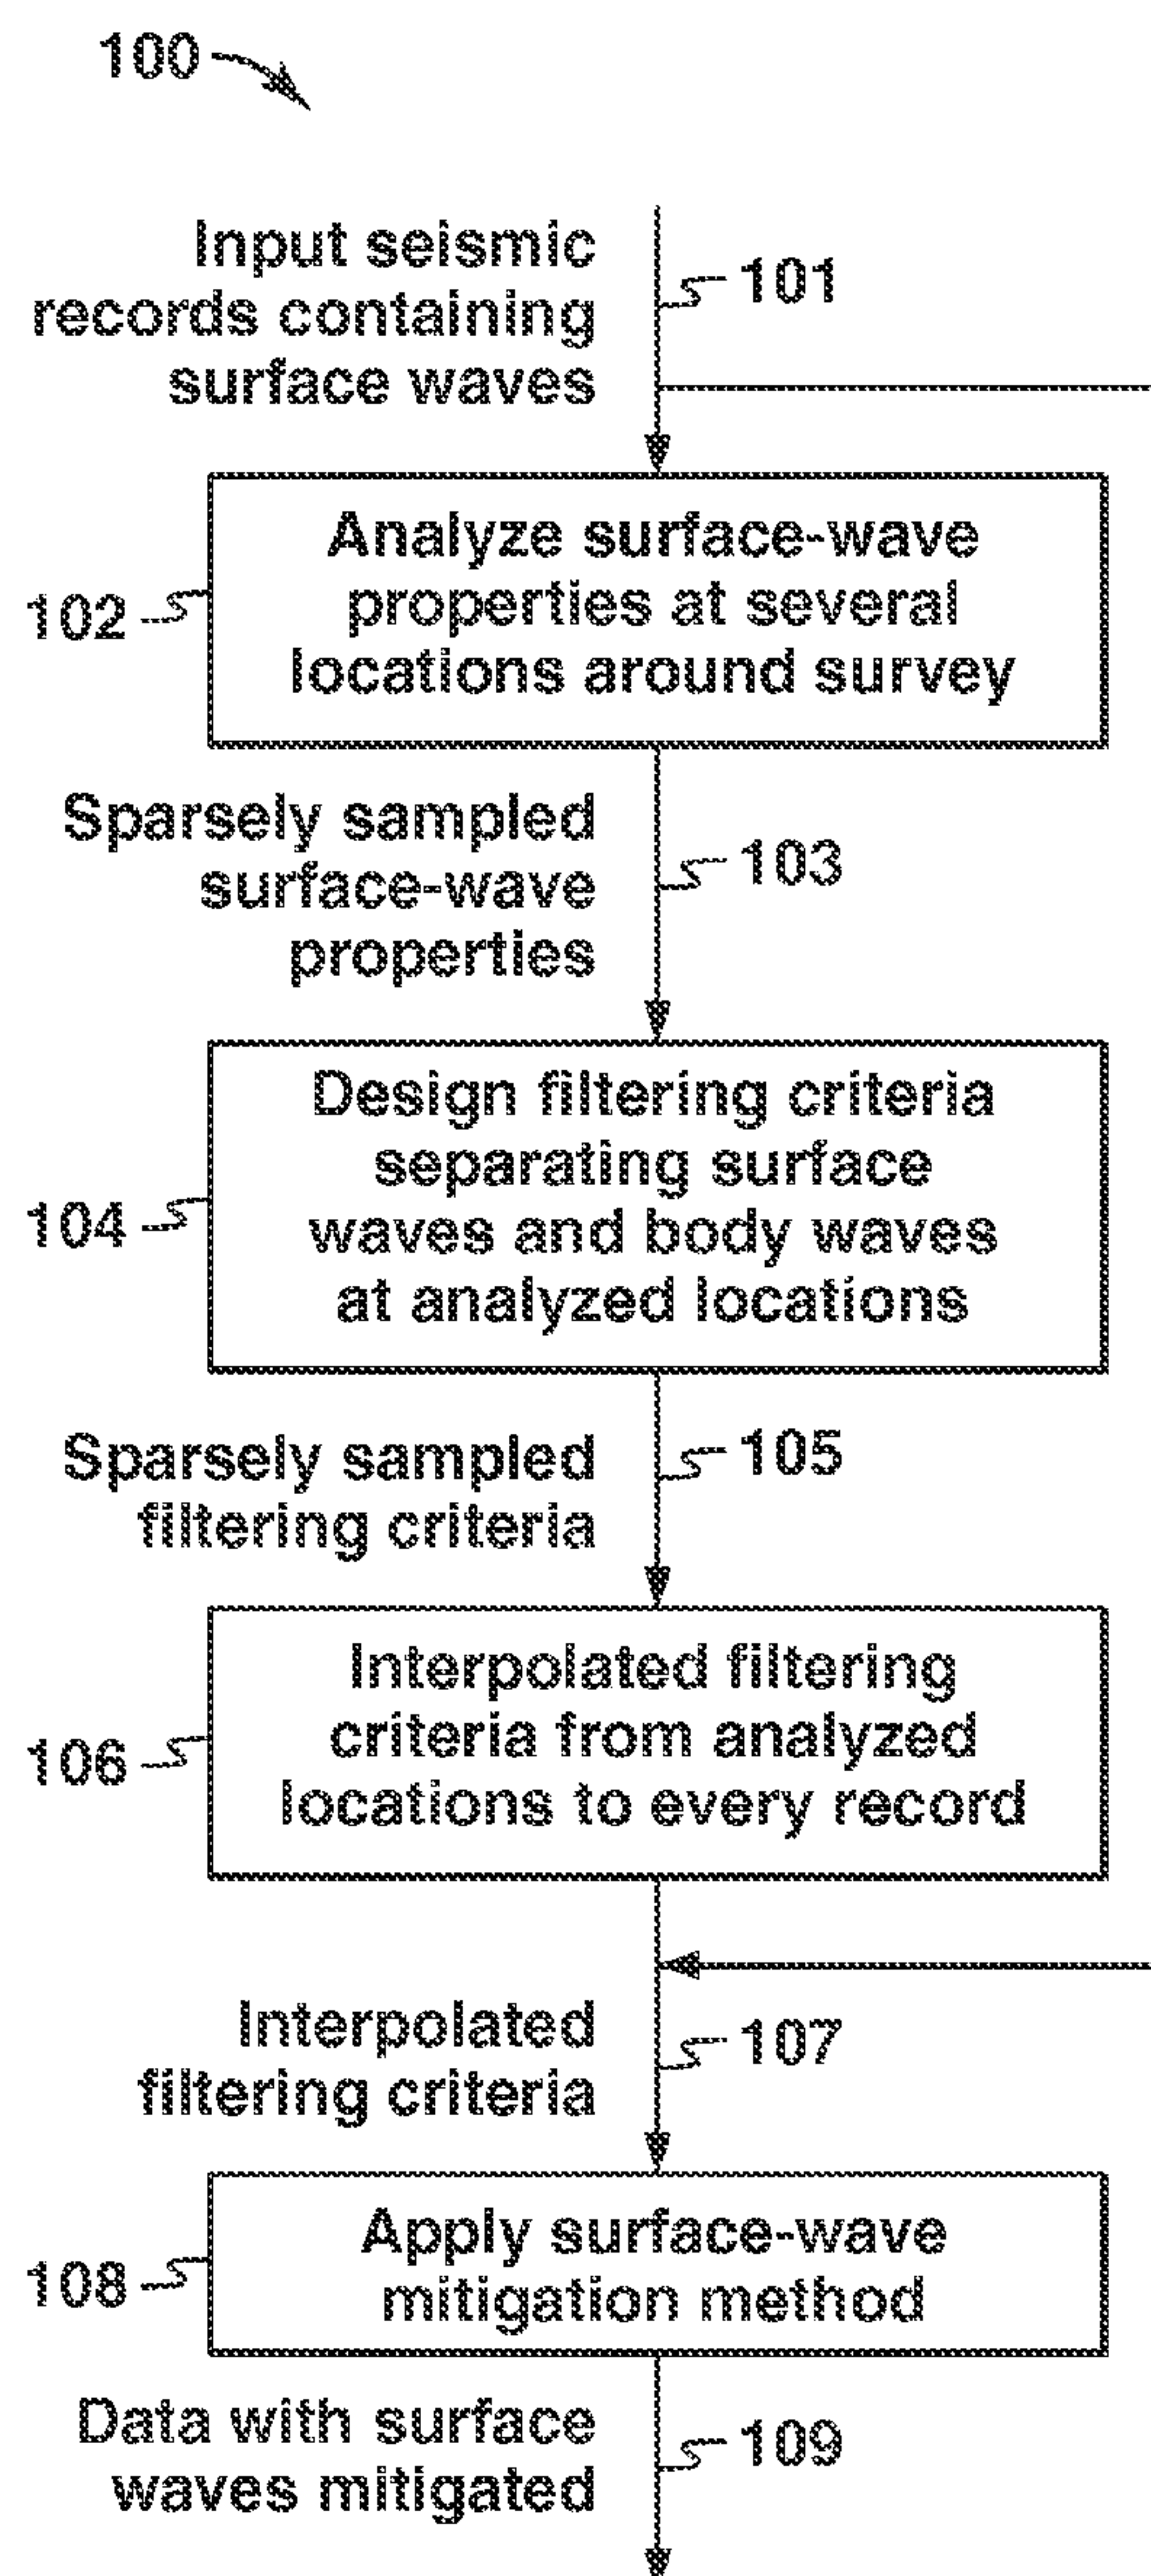 100
Input seismic
records containing
surface waves
101
Analyze surface-wave
properties at several
locations around survey
102
Sparsely sampled
surface-wave
properties
103
Design filtering criteria
separating surface
waves and body waves
at analyzed locations
104
Sparsely sampled
filtering criteria
105
Interpolated filtering
criteria from analyzed
locations to every record
106
Interpolated
filtering criteria
107
Apply surface-wave
mitigation method
108
Data with surface
waves mitigated
109